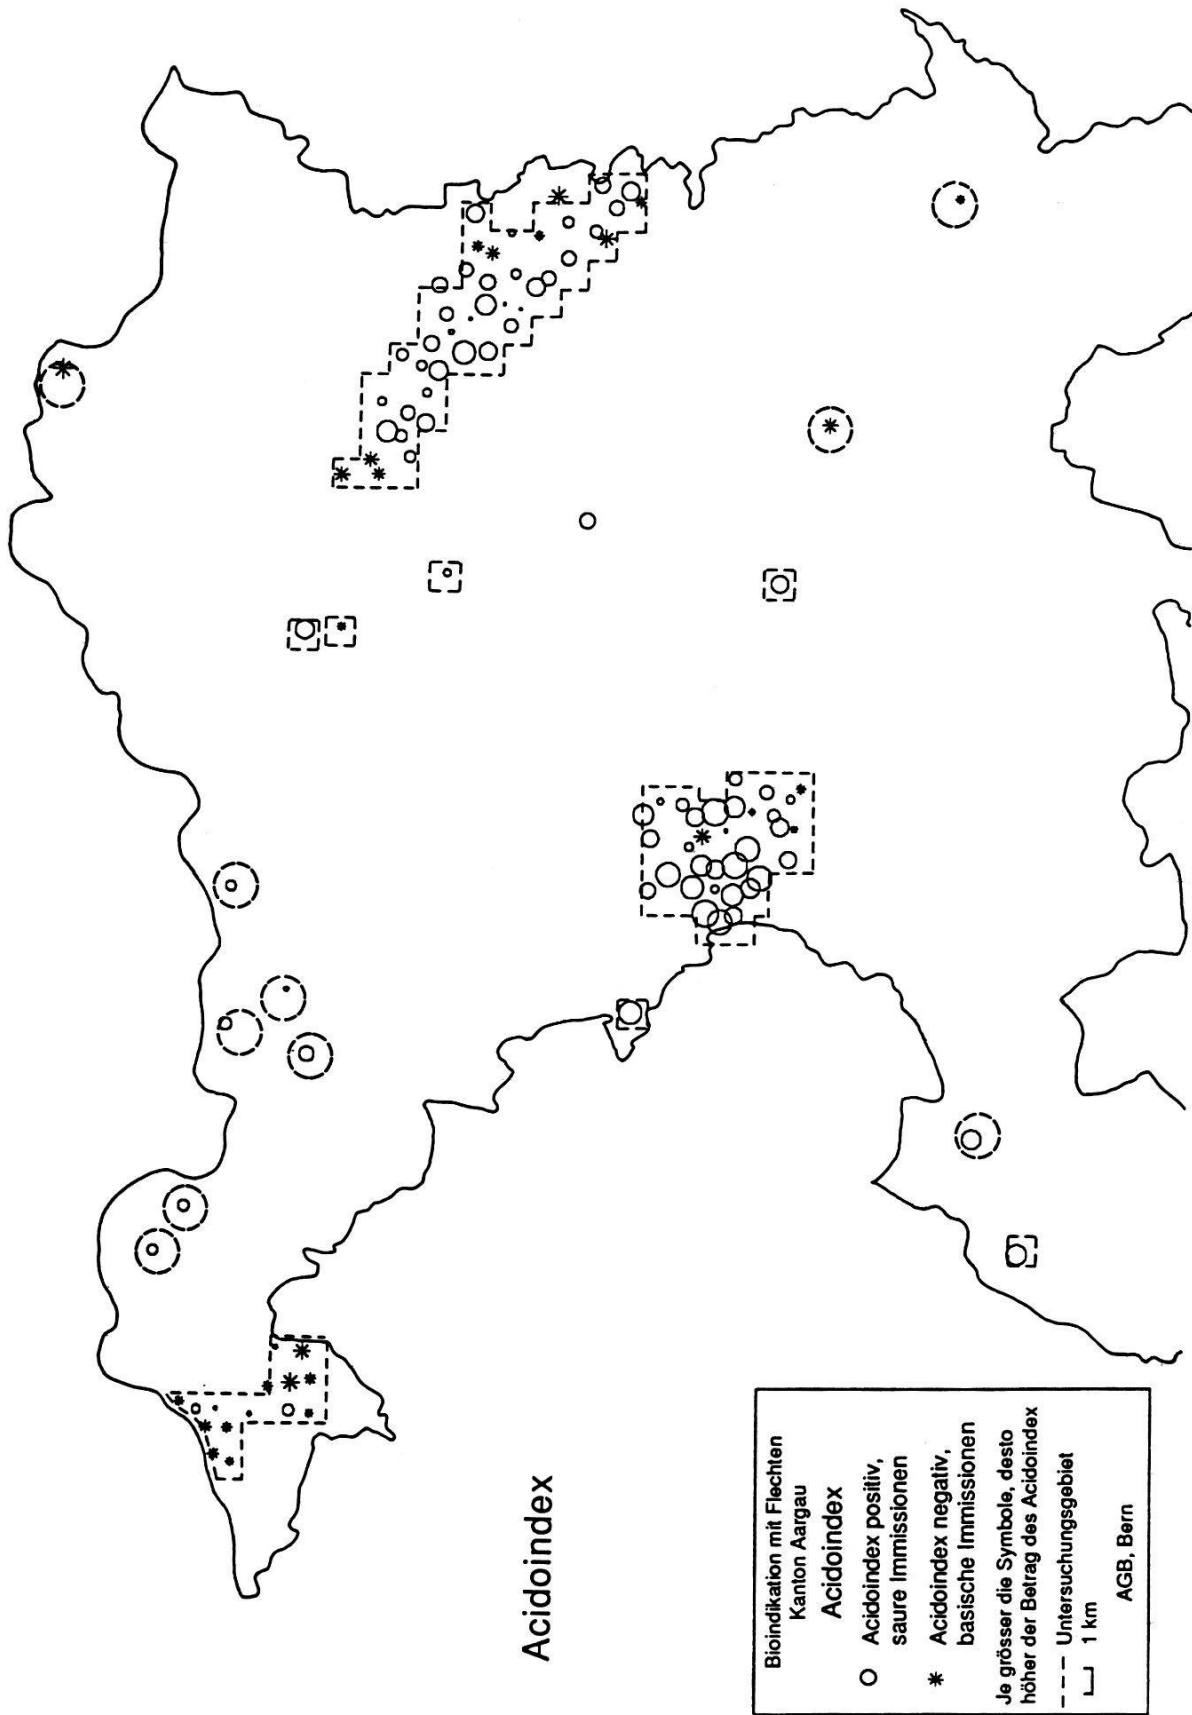 Acidoindex
Bioindikation mit Flechten
Kanton Aargau
Acidoindex
Acidoindex positiv,
saure Immissionen
Acidoindex negativ,
basische Immissionen
Je grösser die Symbole, desto
höher der Betrag des Acidoindex
Untersuchungsgebiet
1 km
AGB, Bern